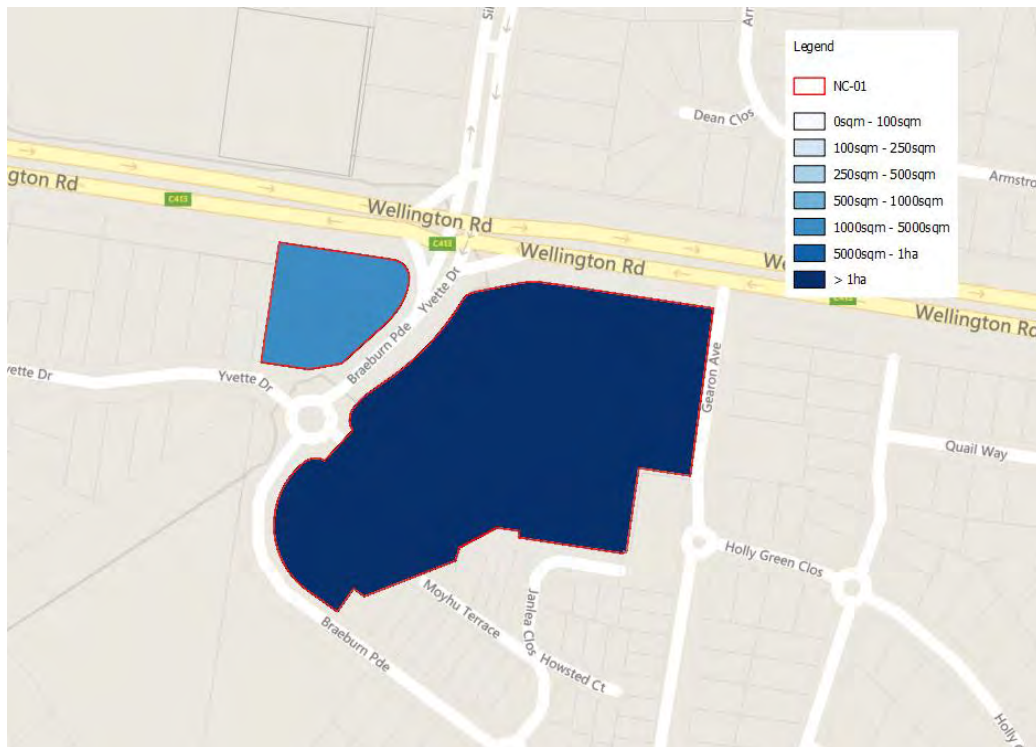 Legend
NC-01
0sqm - 100sqm
100sqm - 250sqm
250sqm - 500sqm
500sqm - 1000sqm
1000sqm - 5000sqm
5000sqm - 1ha
> 1ha
Dean Clos
Armstro
gton Rd
C413
Wellington Rd
C413
Wellington Rd
Wellington Rd
Yvette Dr
Braeburn Pde
vette Dr
Yvette Dr
Gearon Ave
Quail Way
Holly Green Clos
Moyhu Terrace
Janlea Clos
Howsted Ct
Braeburn Pde
Holly